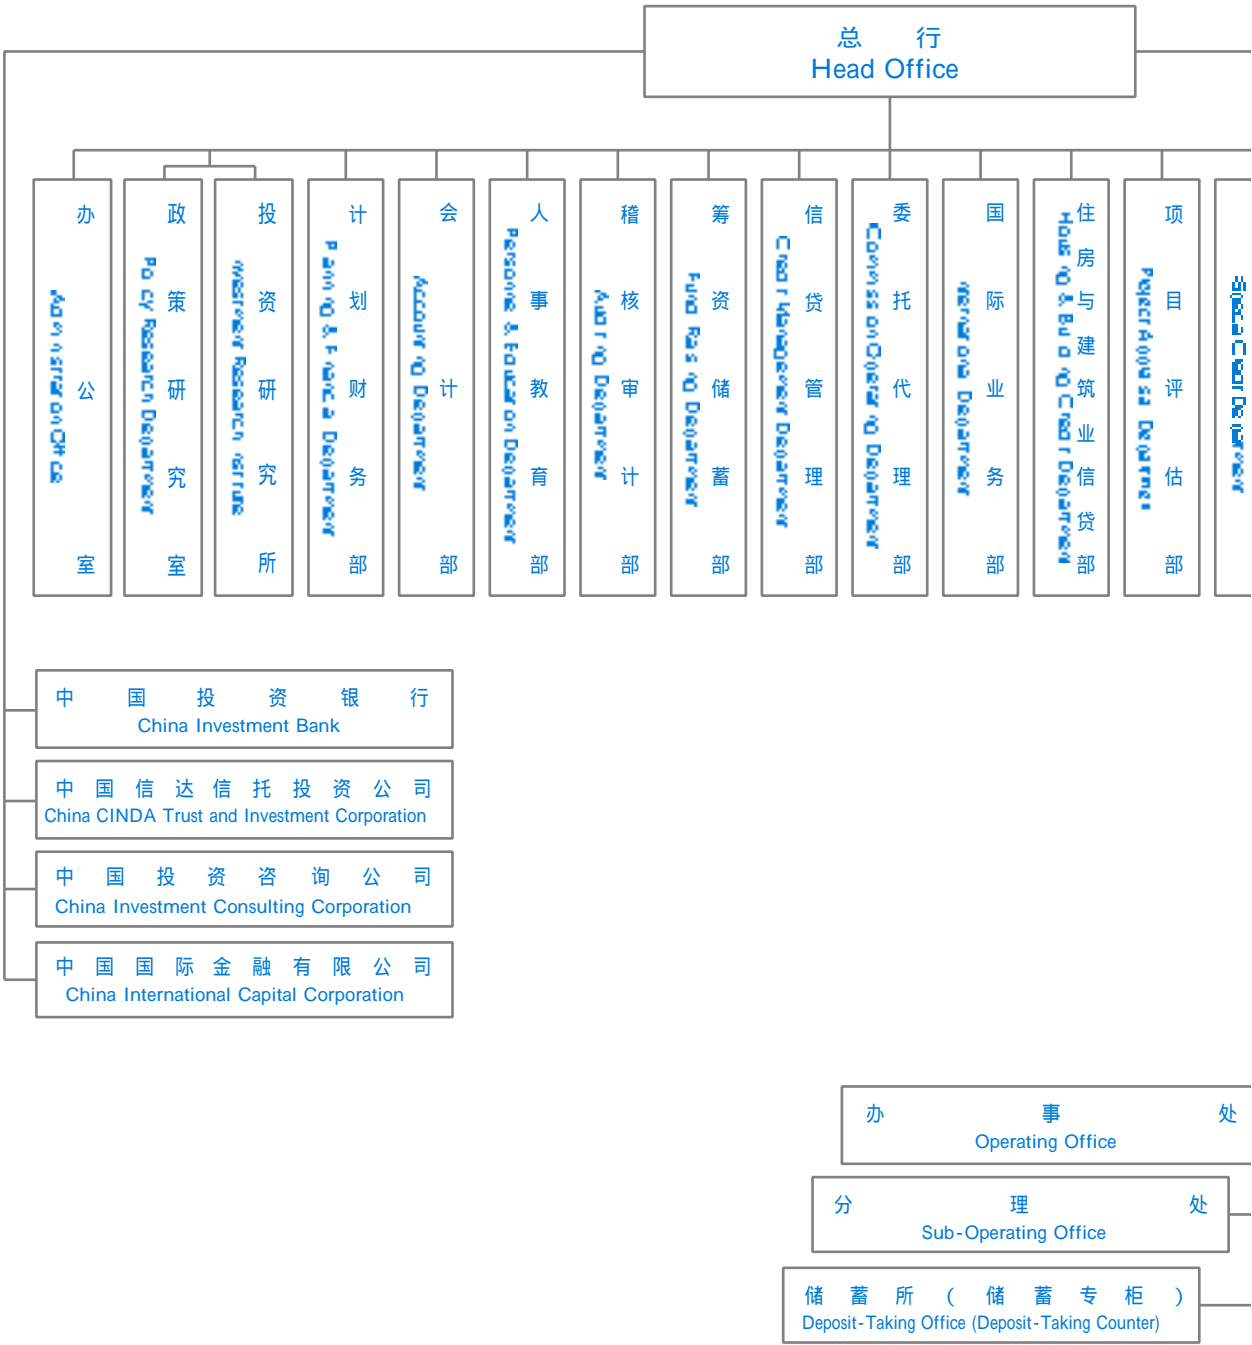 总 行
Head Office
办公室
Administration Office
政策研究室
Policy Research Department
投资研究所
Investment Research Institute
计划财务部
Planning & Financial Department
会计部
Accounting Department
人事教育部
Personnel & Education Department
稽核审计部
Auditing Department
筹资储蓄部
Fund Raising Department
信贷管理部
Credit Management Department
委托代理部
Commission Operating Department
国际业务部
International Department
住房与建筑业信贷部
Housing & Building Credit Department
项目评估部
Project Appraisal Department
Special Credit Department
中国投资银行
China Investment Bank
中国信达信托投资公司
China CINDA Trust and Investment Corporation
中国投资咨询公司
China Investment Consulting Corporation
中国国际金融有限公司
China International Capital Corporation
办事处
Operating Office
分理处
Sub-Operating Office
储蓄所(储蓄专柜)
Deposit-Taking Office (Deposit-Taking Counter)